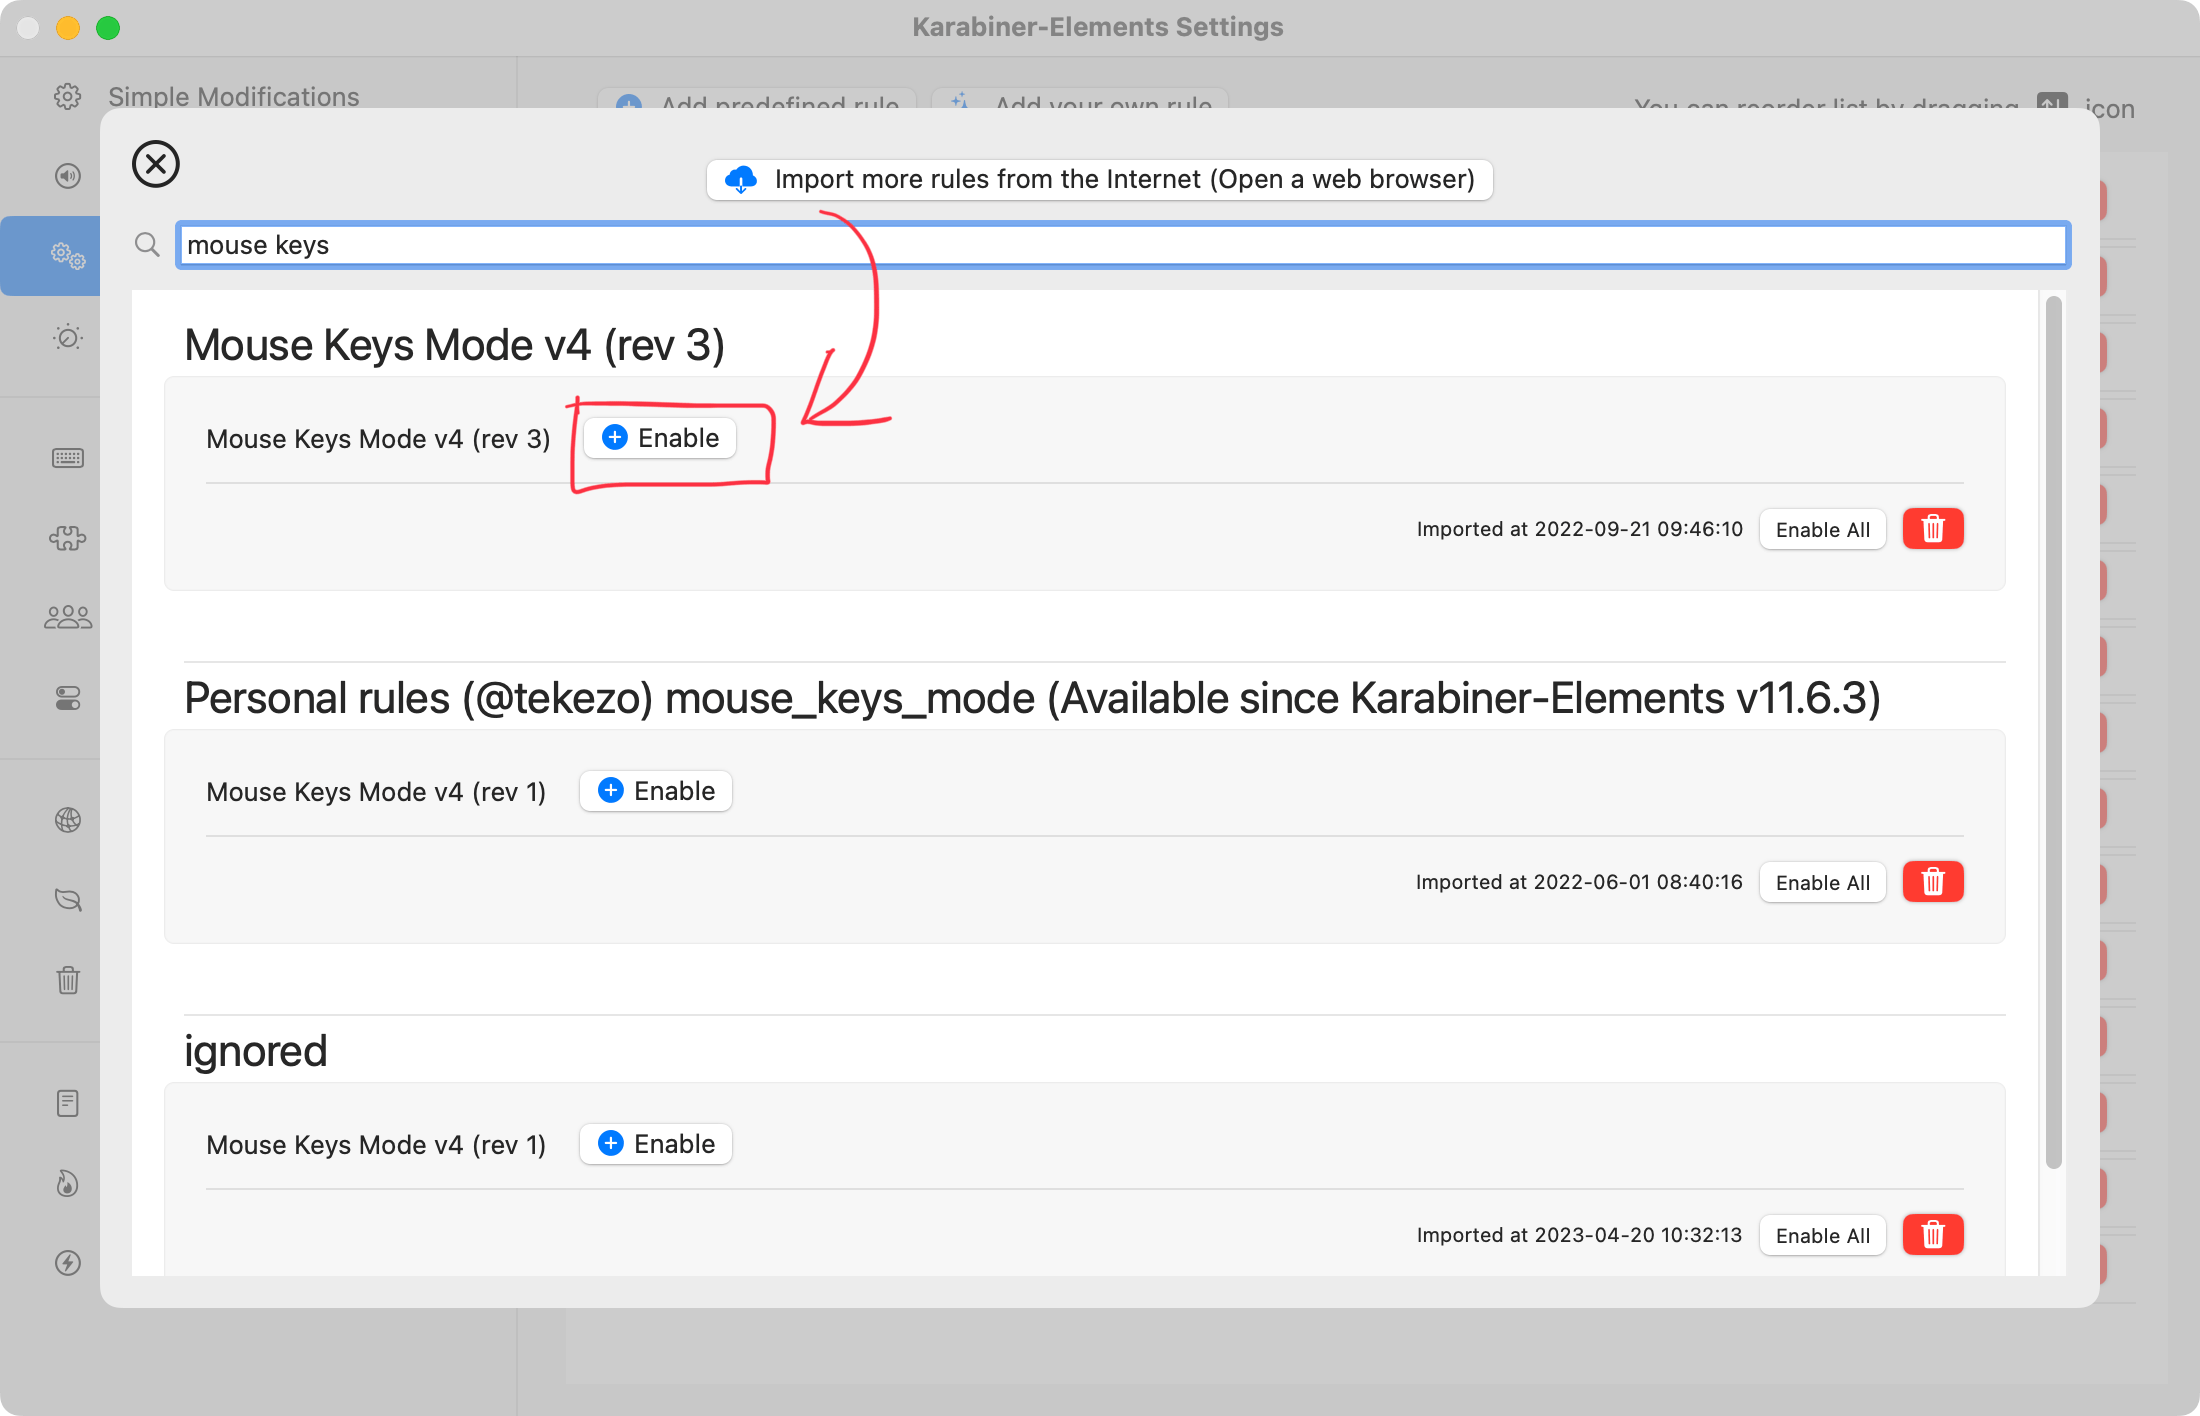 Karabiner-Elements Settings
Simple Modifications
Add predefined rule
Add your own rule
You can reorder list by dragging icon
Import more rules from the Internet (Open a web browser)
mouse keys
Mouse Keys Mode v4 (rev 3)
Mouse Keys Mode v4 (rev 3) Enable
Imported at 2022-09-21 09:46:10 Enable All
Personal rules (@tekezo) mouse_keys_mode (Available since Karabiner-Elements v11.6.3)
Mouse Keys Mode v4 (rev 1) Enable
Imported at 2022-06-01 08:40:16 Enable All
ignored
Mouse Keys Mode v4 (rev 1) Enable
Imported at 2023-04-20 10:32:13 Enable All